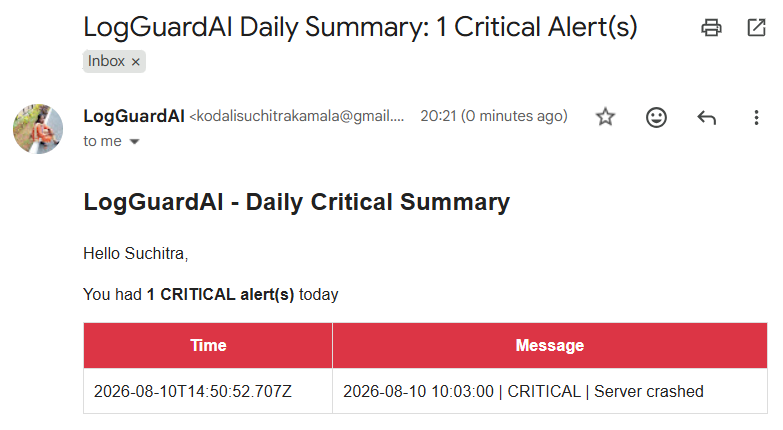 LogGuardAI Daily Summary: 1 Critical Alert(s)
Inbox ×
LogGuardAI <kodalisuchitrakamala@gmail.... 20:21 (0 minutes ago)
to me
LogGuardAI - Daily Critical Summary
Hello Suchitra,
You had 1 CRITICAL alert(s) today
Time Message
2026-08-10T14:50:52.707Z 2026-08-10 10:03:00 | CRITICAL | Server crashed